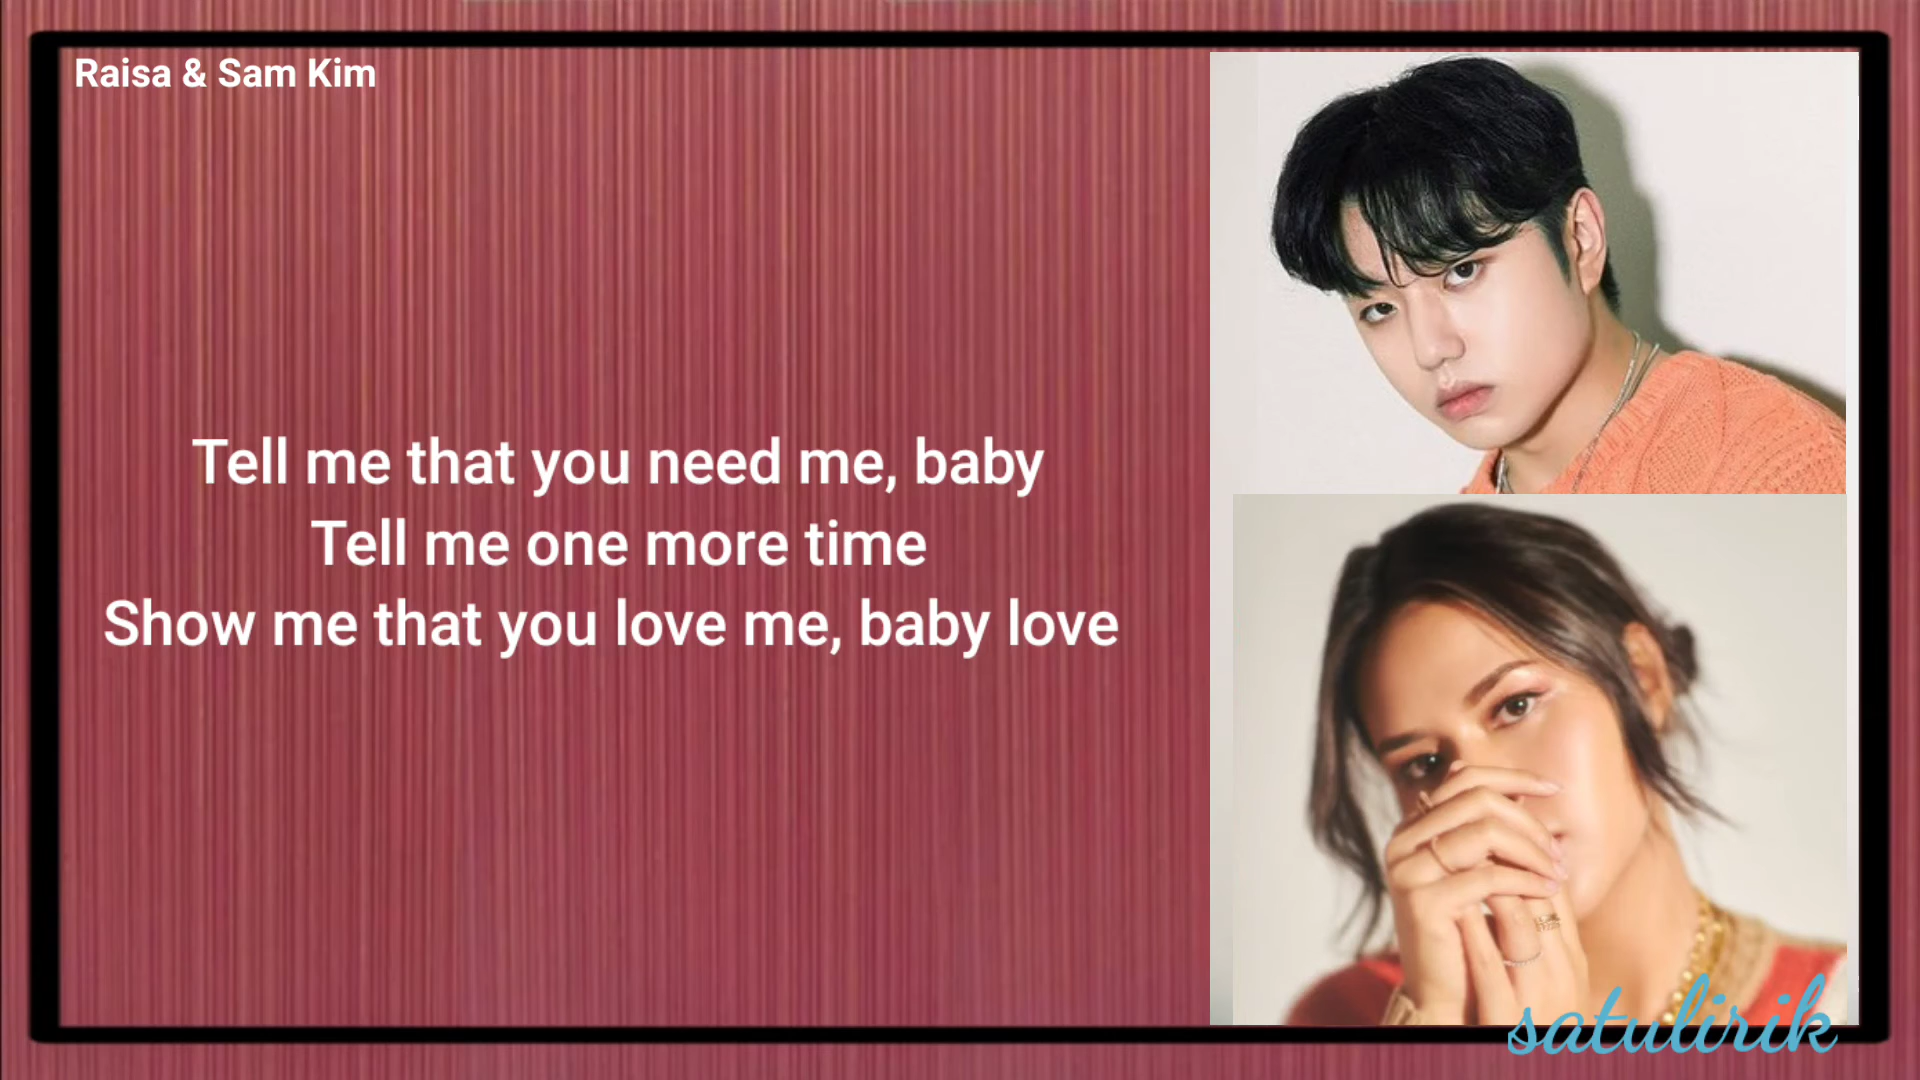 Raisa & Sam Kim
Tell me that you need me, baby
Tell me one more time
Show me that you love me, baby love
satulirik